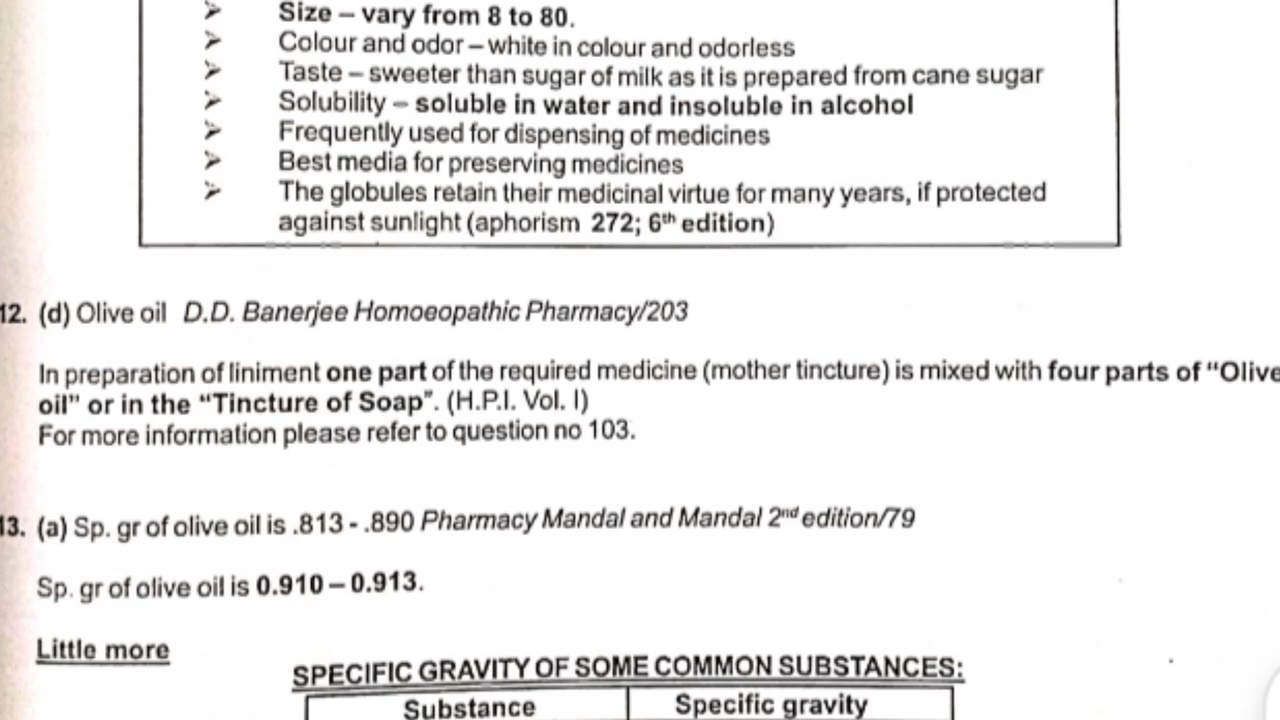 ➢ Size – vary from 8 to 80.
➢ Colour and odor – white in colour and odorless
➢ Taste – sweeter than sugar of milk as it is prepared from cane sugar
➢ Solubility – soluble in water and insoluble in alcohol
➢ Frequently used for dispensing of medicines
➢ Best media for preserving medicines
➢ The globules retain their medicinal virtue for many years, if protected
against sunlight (aphorism 272; 6th edition)
12. (d) Olive oil D.D. Banerjee Homoeopathic Pharmacy/203
In preparation of liniment one part of the required medicine (mother tincture) is mixed with four parts of “Olive
oil” or in the “Tincture of Soap”. (H.P.I. Vol. I)
For more information please refer to question no 103.
13. (a) Sp. gr of olive oil is .813 - .890 Pharmacy Mandal and Mandal 2nd edition/79
Sp. gr of olive oil is 0.910 – 0.913.
Little more
SPECIFIC GRAVITY OF SOME COMMON SUBSTANCES:
Substance Specific gravity